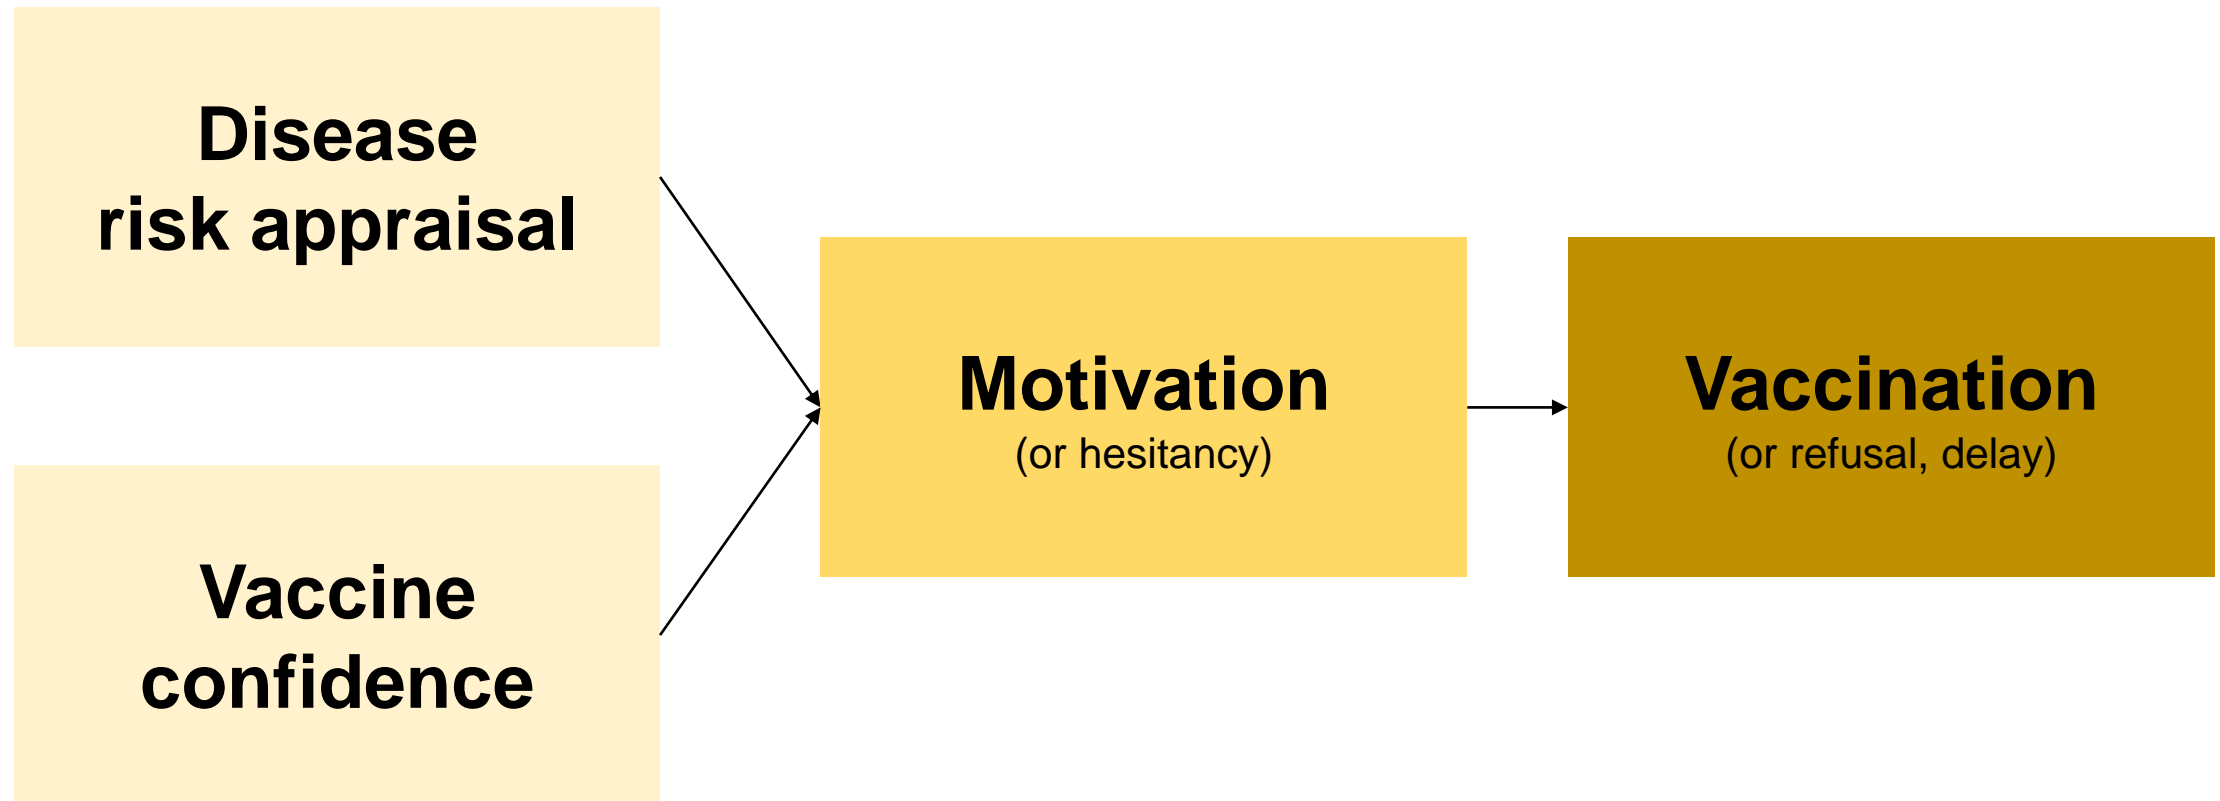 Disease
risk appraisal
Vaccine
confidence
Motivation
(or hesitancy)
Vaccination
(or refusal, delay)